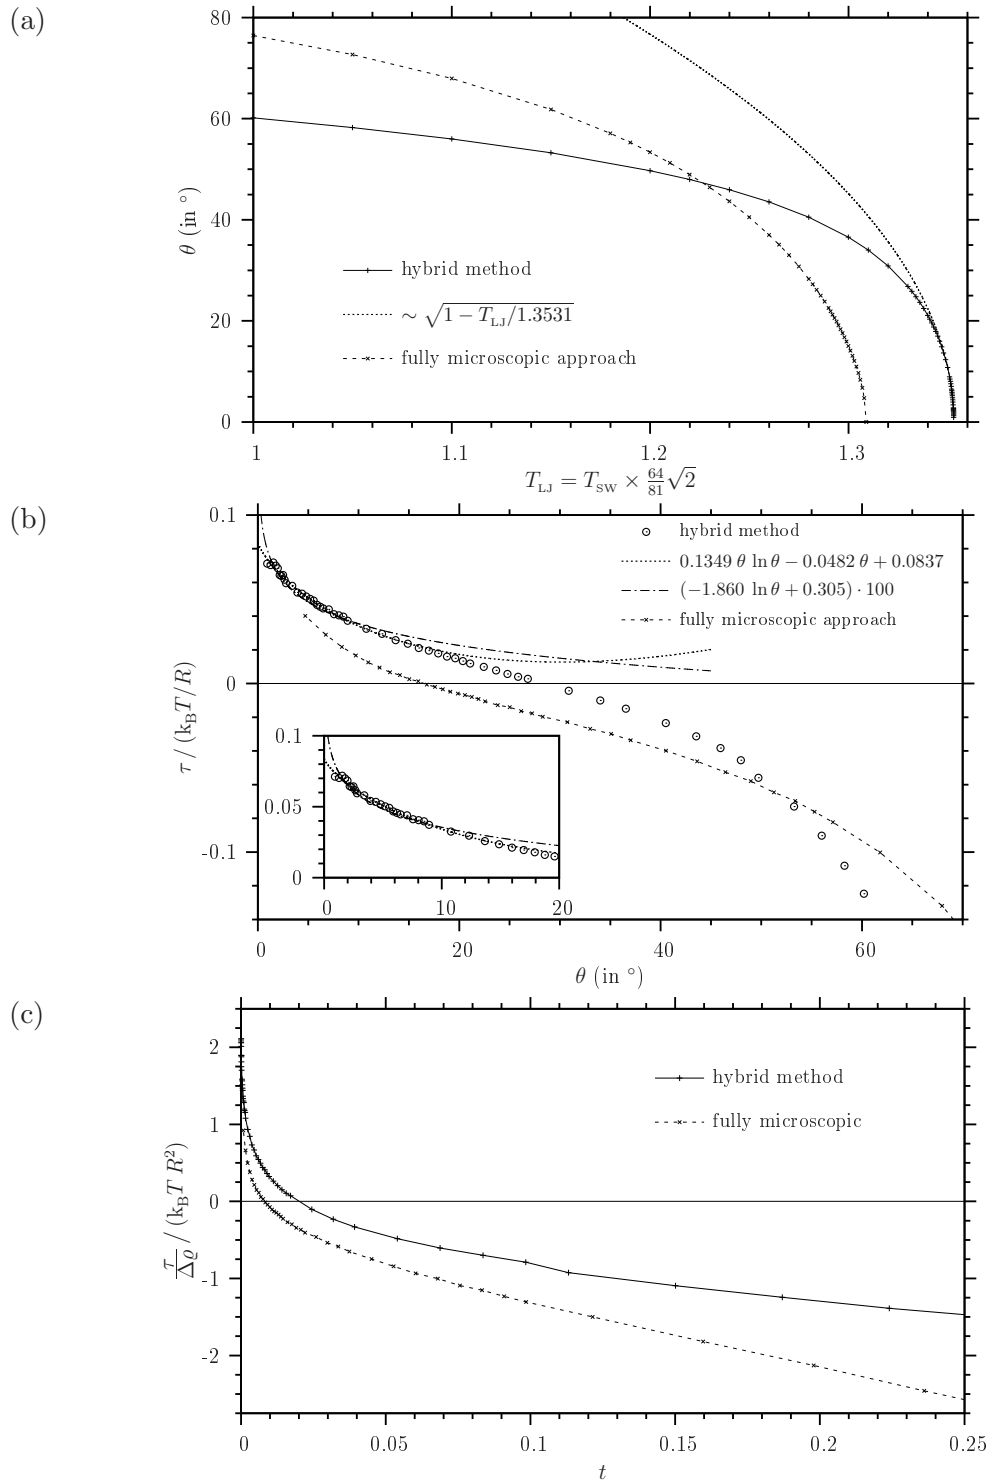 (a)
80
60
40
20
0
θ (in °)
hybrid method
∼ √1 − T_LJ/1.3531
fully microscopic approach
1
1.1
1.2
1.3
T_LJ = T_SW × 64/81 √2
(b)
0.1
0
-0.1
τ / (k_B T/R)
hybrid method
0.1349 θ ln θ − 0.0482 θ + 0.0837
(−1.860 ln θ + 0.305) · 100
fully microscopic approach
0.1
0.05
0
0
10
20
0
20
40
60
θ (in °)
(c)
2
1
0
-1
-2
τ/Δϱ / (k_B T R²)
hybrid method
fully microscopic
0
0.05
0.1
0.15
0.2
0.25
t